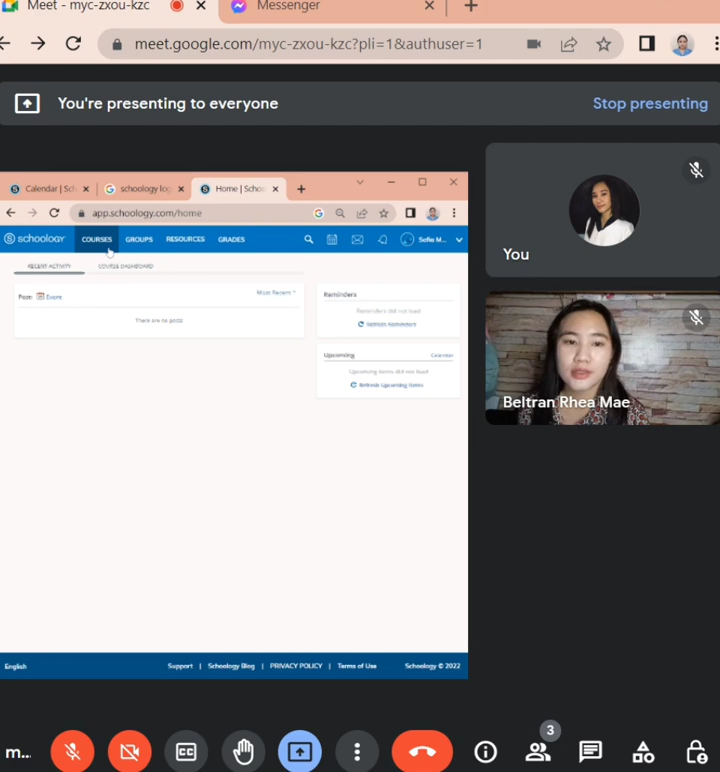 Meet - myc-zxou-kzc
Messenger
meet.google.com/myc-zxou-kzc?pli=1&authuser=1
You're presenting to everyone
Stop presenting
Calendar | Sch
schoology log
Home | Schoo
app.schoology.com/home
schoology
COURSES
GROUPS
RESOURCES
GRADES
Sofia M...
RECENT ACTIVITY
COURSE DASHBOARD
Post: Event
Most Recent
There are no posts
Reminders
Reminders did not load
Refresh Reminders
Upcoming
Calendar
Upcoming items did not load
Refresh Upcoming Items
English
Support | Schoology Blog | PRIVACY POLICY | Terms of Use
Schoology © 2022
You
Beltran Rhea Mae
m...
CC
3